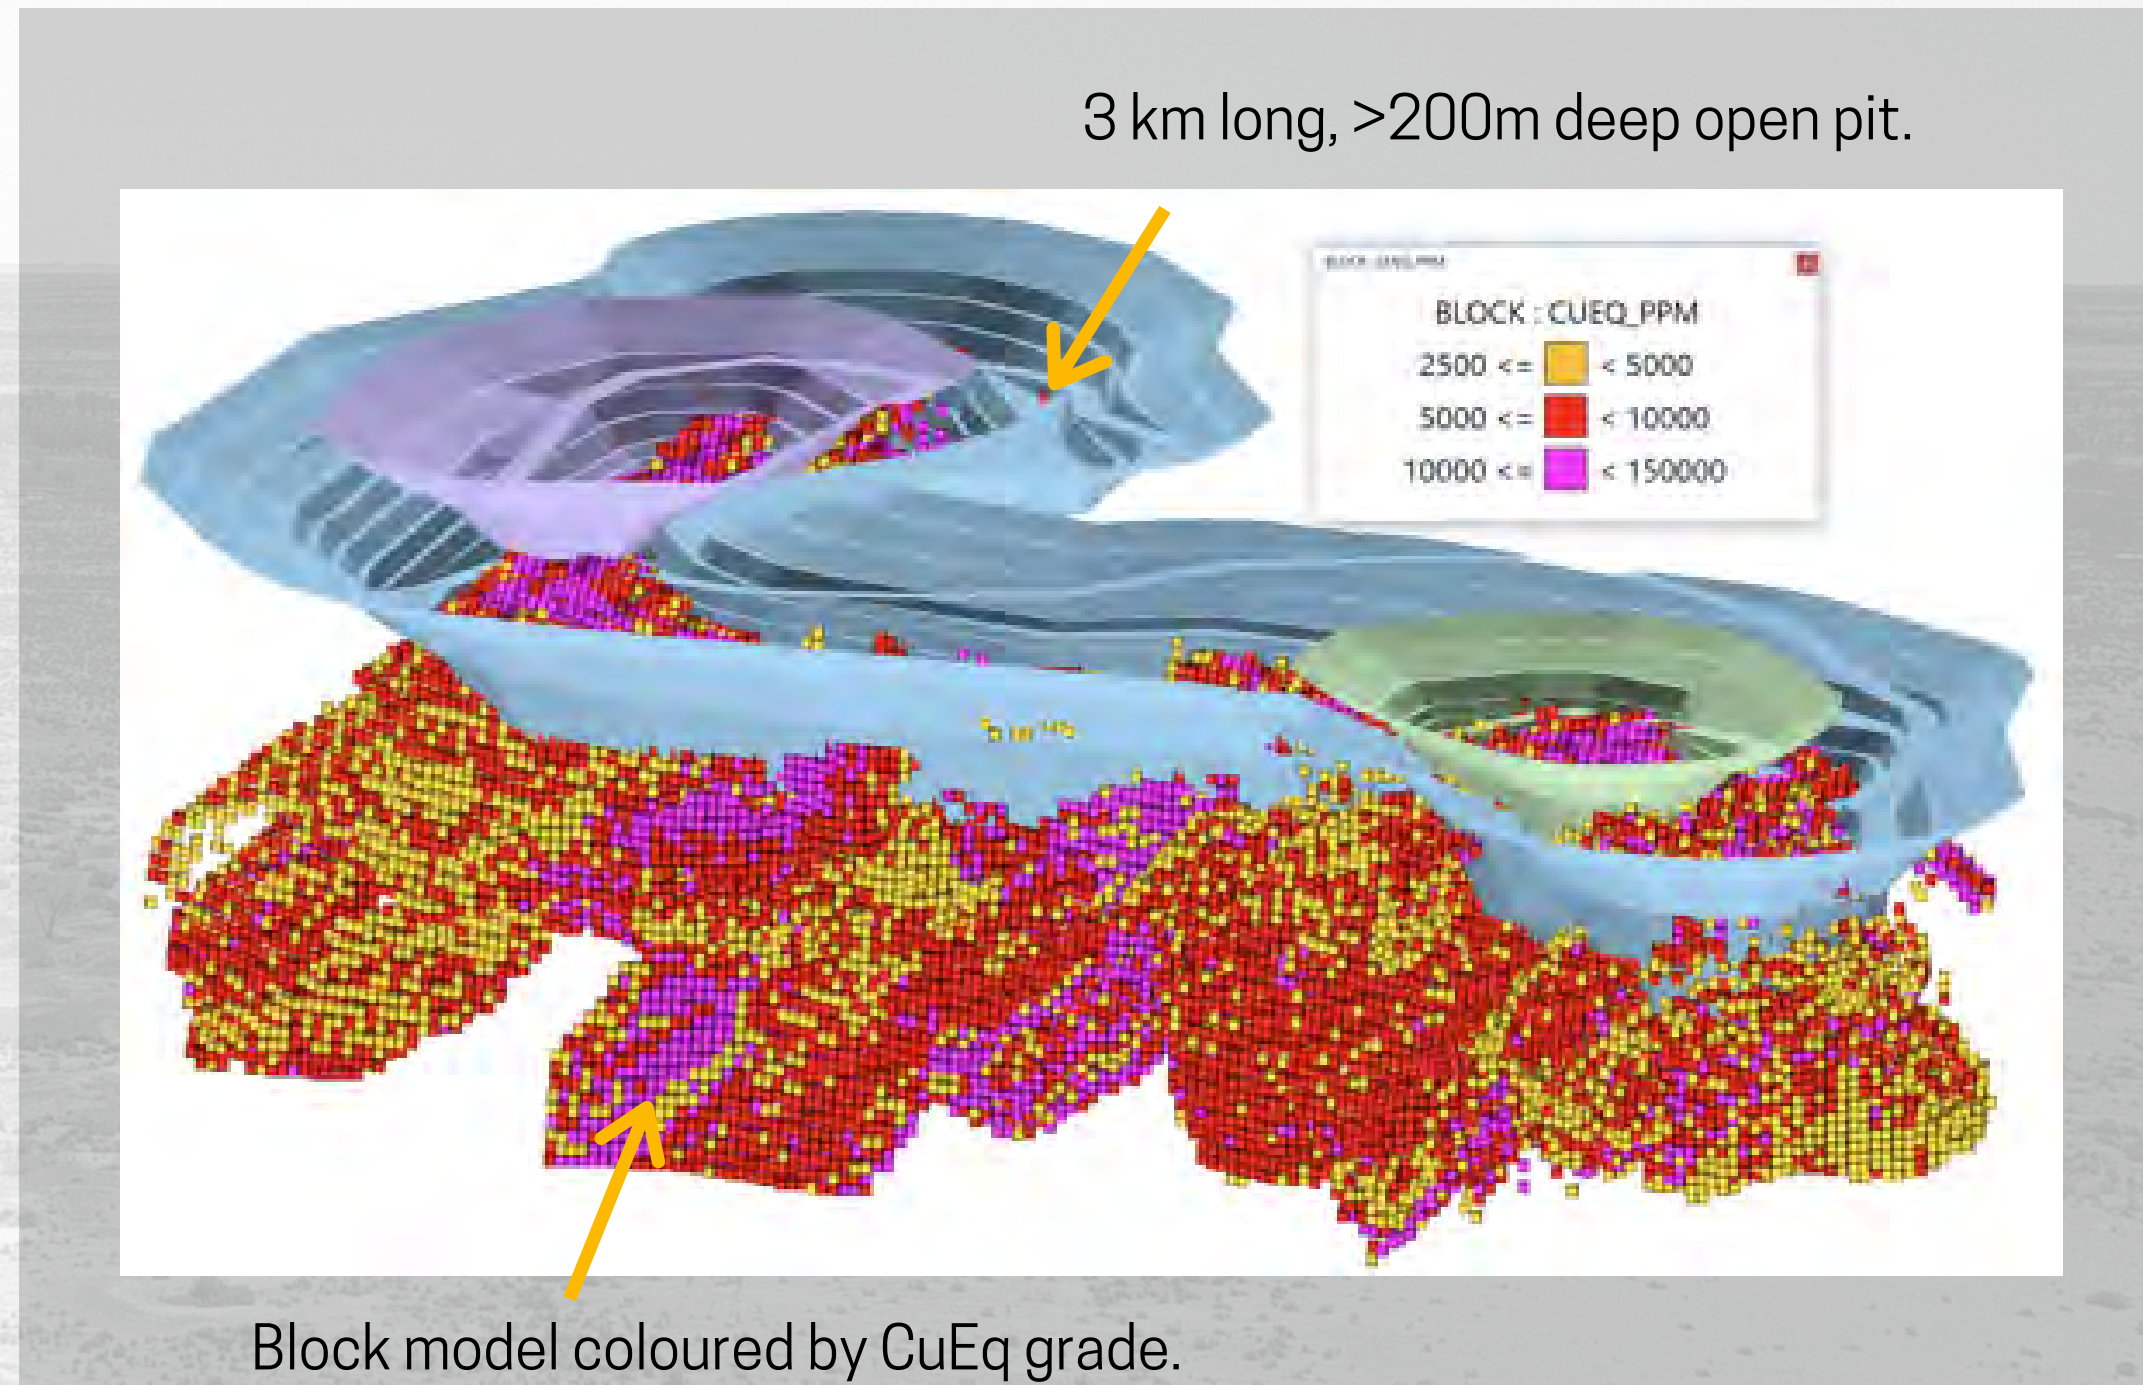 3 km long, >200m deep open pit.
BLOCK : CUEQ_PPM
2500 <= < 5000
5000 <= < 10000
10000 <= < 150000
Block model coloured by CuEq grade.